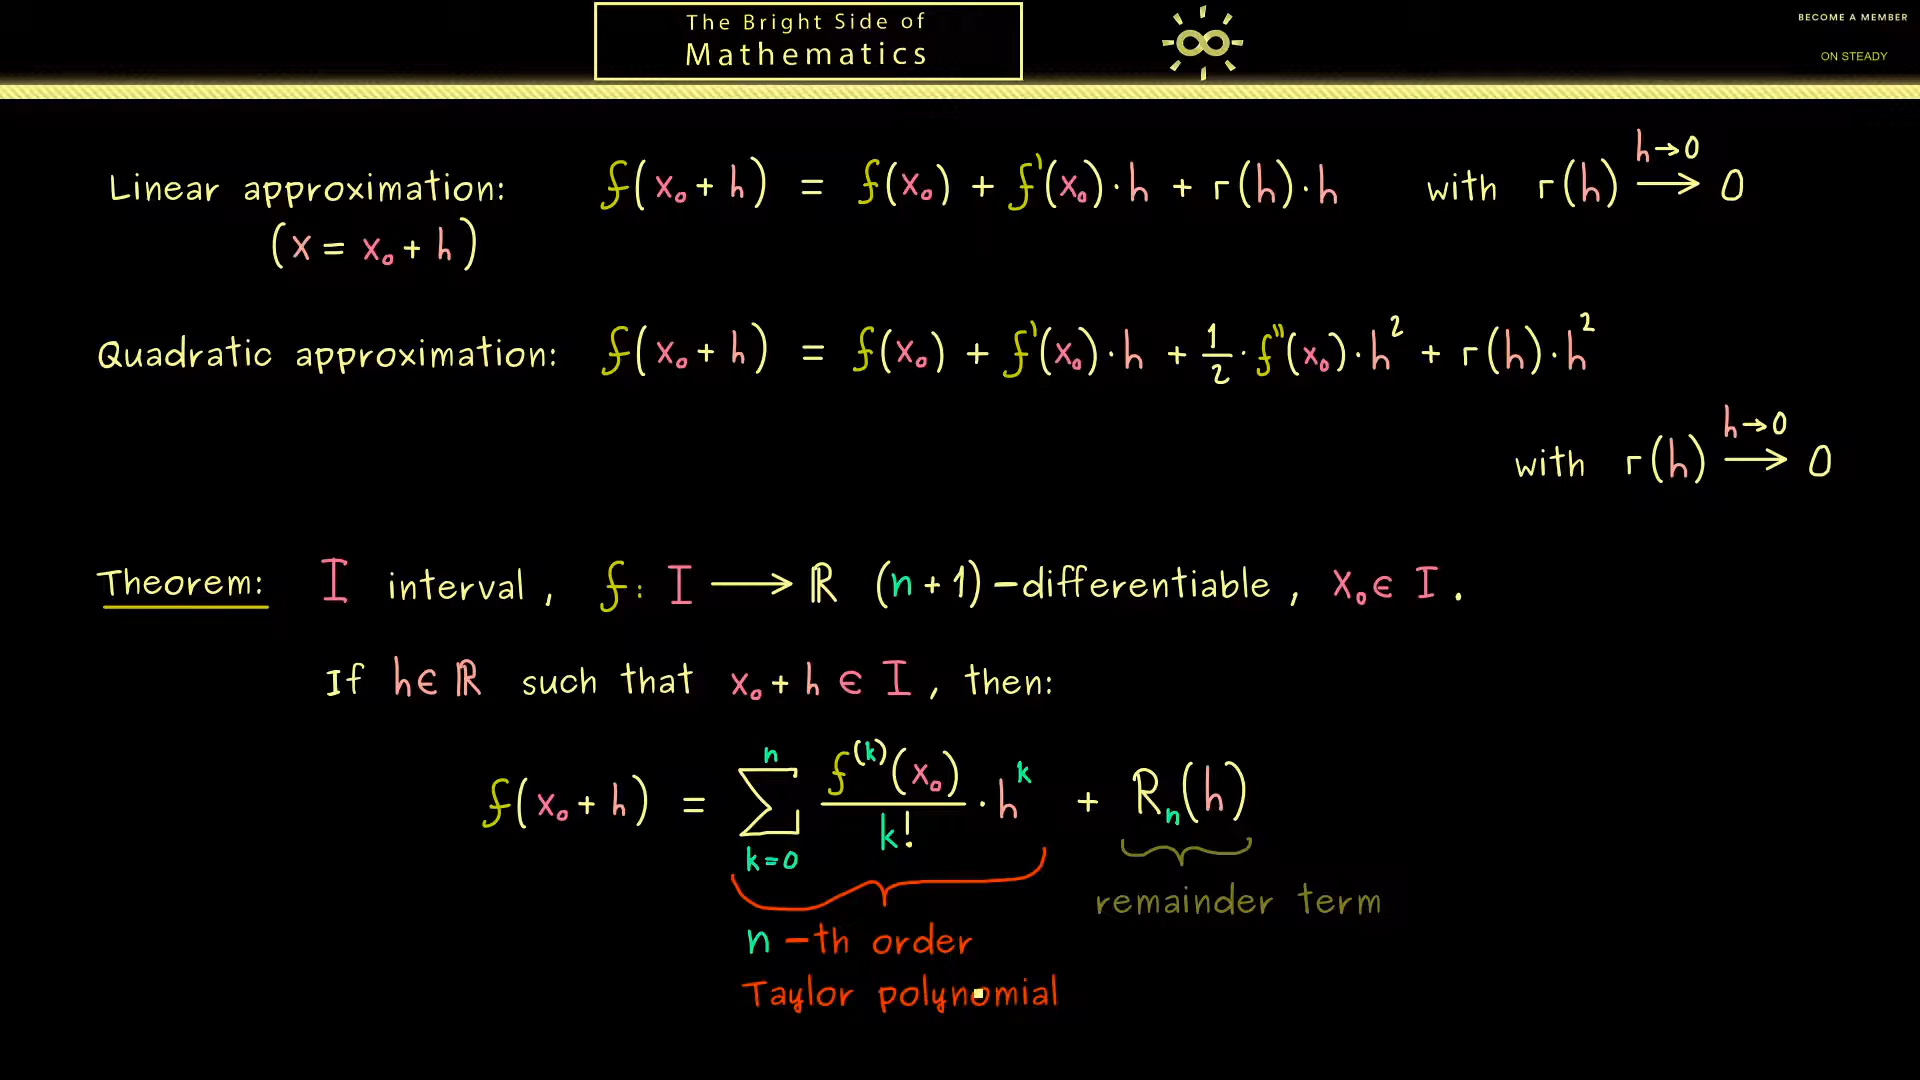 The Bright Side of
Mathematics
BECOME A MEMBER
ON STEADY
Linear approximation: f(x₀ + h) = f(x₀) + f'(x₀)·h + r(h)·h with r(h) →^{h→0} 0
(x = x₀ + h)
Quadratic approximation: f(x₀ + h) = f(x₀) + f'(x₀)·h + 1/2 · f''(x₀)·h² + r(h)·h²
with r(h) →^{h→0} 0
Theorem: I interval, f: I ⟶ ℝ (n+1)-differentiable, x₀ ∈ I.
If h ∈ ℝ such that x₀ + h ∈ I, then:
f(x₀ + h) = ∑_{k=0}^{n} f^{(k)}(x₀)/k! · h^k + R_n(h)
remainder term
n-th order
Taylor polynomial